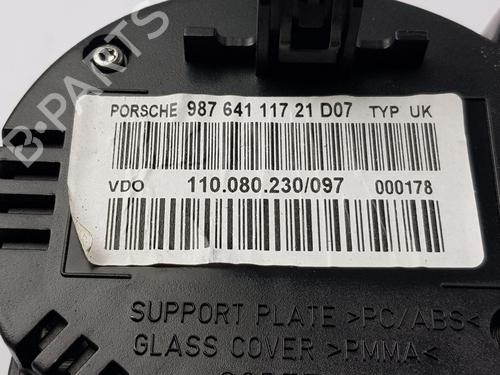 B-PARTS
PORSCHE 987 641 117 21 D07 TYP UK
VDO 110.080.230/097 000178
SUPPORT PLATE >PC/ABS<
GLASS COVER >PMMA<